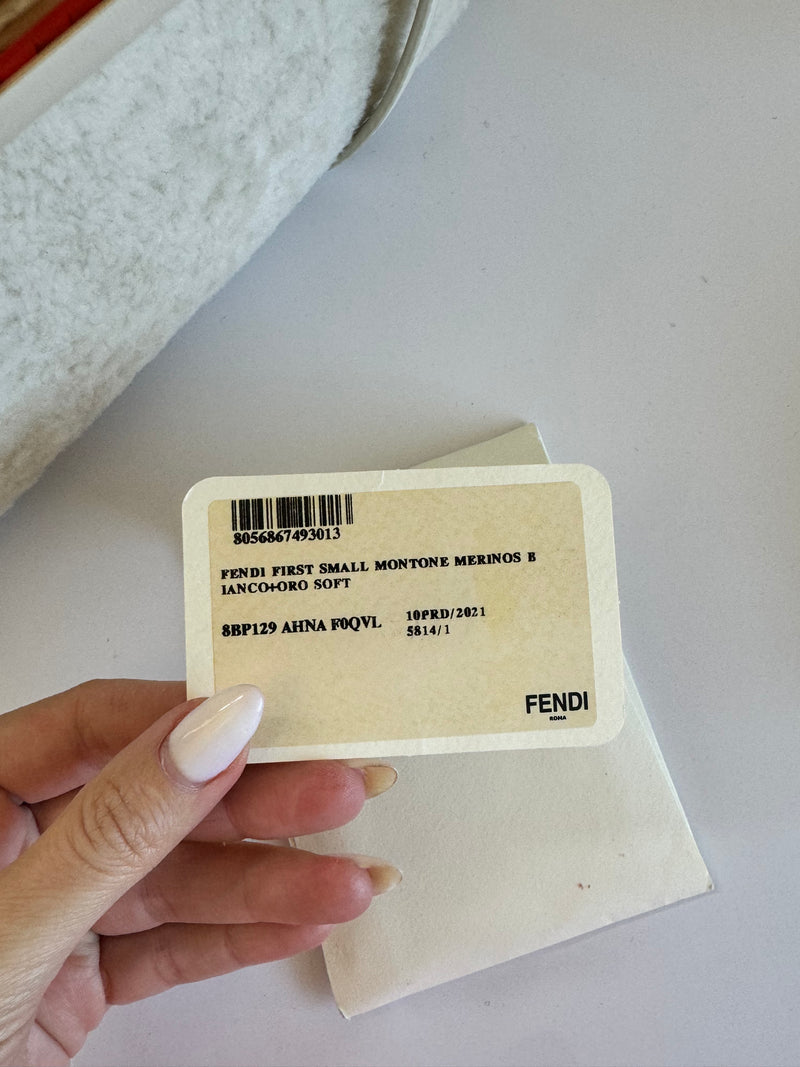 8056867493013
FENDI FIRST SMALL MONTONE MERINOS B
IANCO+ORO SOFT
8BP129 AHNA F0QVL 10PRD/2021
5814/1
FENDI
ROMA